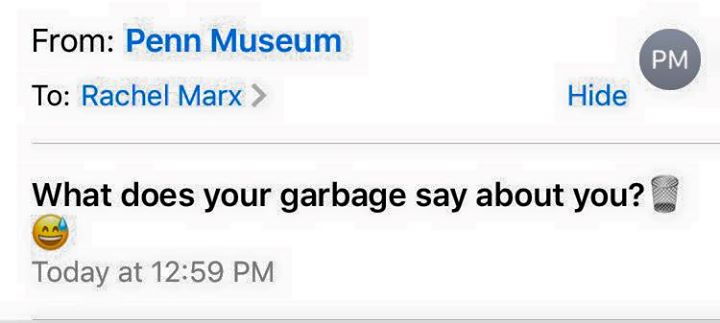 From: Penn Museum
PM
To: Rachel Marx >
Hide
What does your garbage say about you?🗑️
😅
Today at 12:59 PM